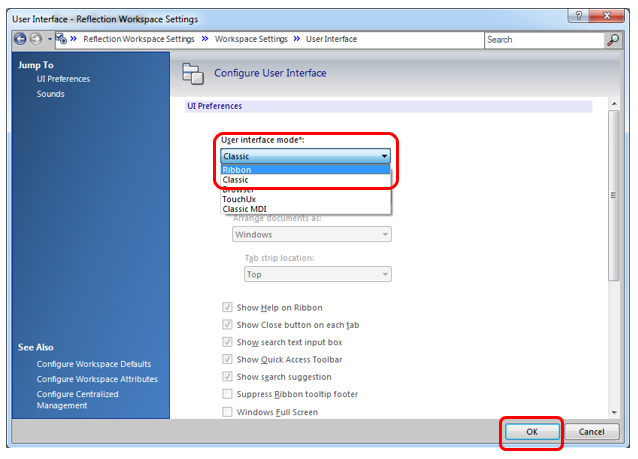 User Interface - Reflection Workspace Settings
Reflection Workspace Settings » Workspace Settings » User Interface
Search
Jump To
UI Preferences
Sounds
Configure User Interface
UI Preferences
User interface mode*:
Classic
Ribbon
Classic
Browser
TouchUx
Classic MDI
Arrange documents as:
Windows
Tab strip location:
Top
Show Help on Ribbon
Show Close button on each tab
Show search text input box
Show Quick Access Toolbar
Show search suggestion
Suppress Ribbon tooltip footer
Windows Full Screen
See Also
Configure Workspace Defaults
Configure Workspace Attributes
Configure Centralized
Management
OK
Cancel